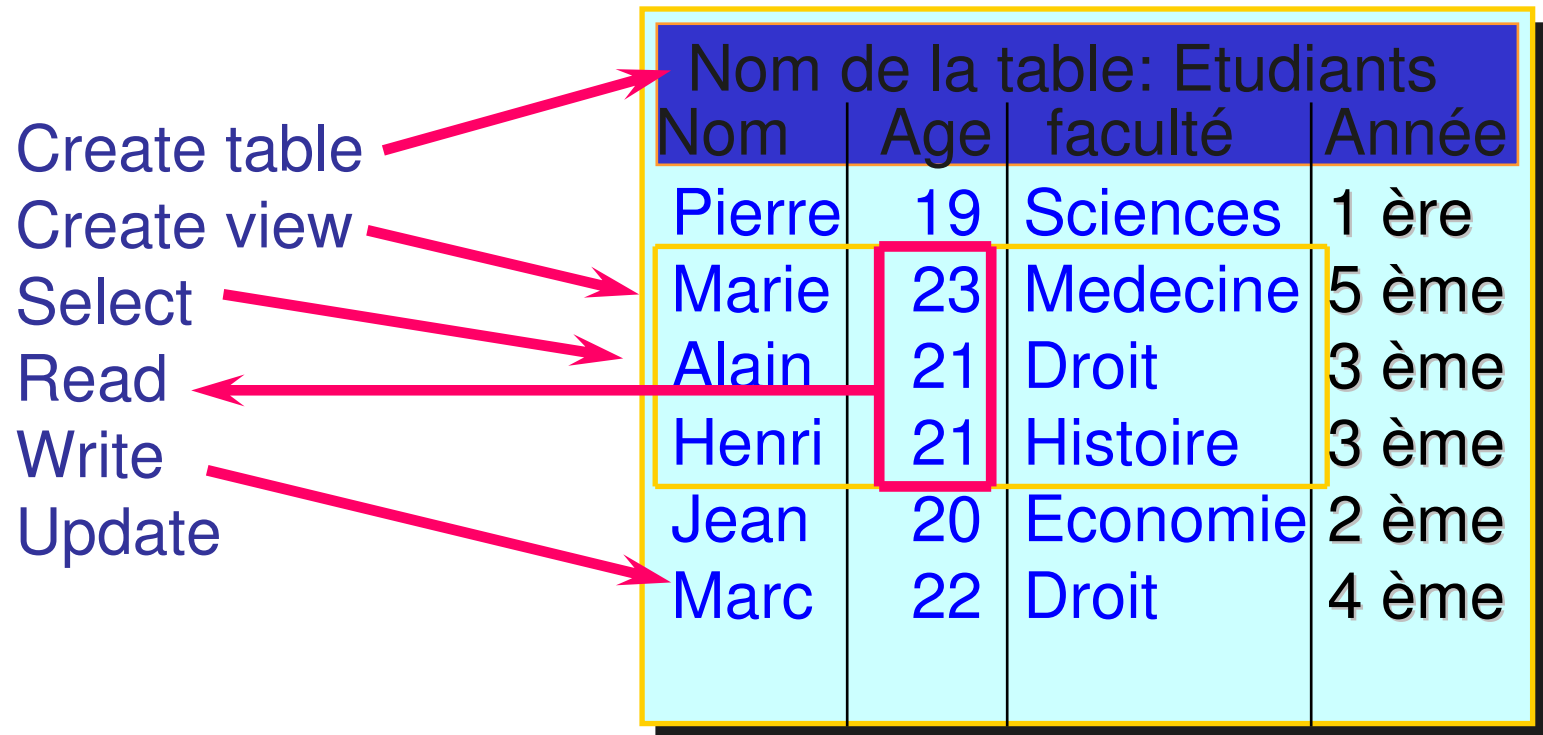 Create table
Create view
Select
Read
Write
Update
Nom de la table: Etudiants
Nom Age faculté Année
Pierre 19 Sciences 1 ère
Marie 23 Medecine 5 ème
Alain 21 Droit 3 ème
Henri 21 Histoire 3 ème
Jean 20 Economie 2 ème
Marc 22 Droit 4 ème